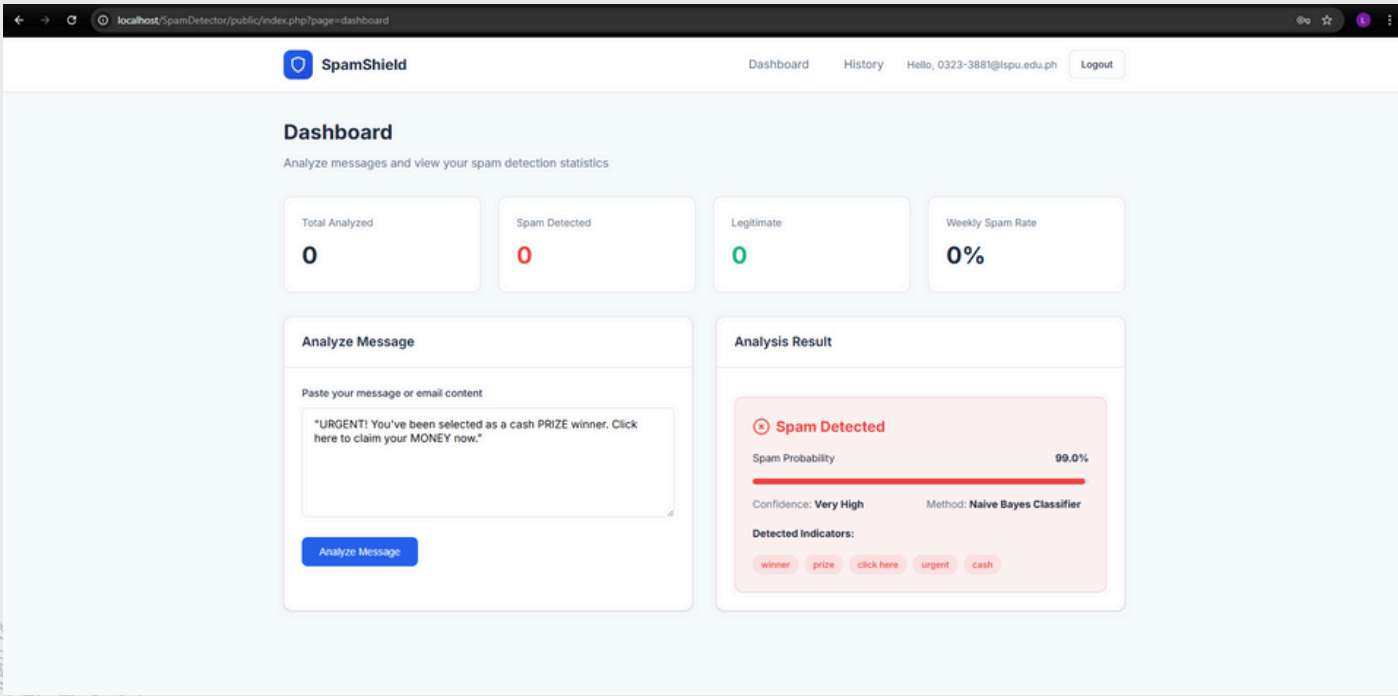 localhost/SpamDetector/public/index.php?page=dashboard
L
SpamShield
Dashboard
History
Hello, 0323-3881@lspu.edu.ph
Logout
Dashboard
Analyze messages and view your spam detection statistics
Total Analyzed
0
Spam Detected
0
Legitimate
0
Weekly Spam Rate
0%
Analyze Message
Paste your message or email content
"URGENT! You've been selected as a cash PRIZE winner. Click
here to claim your MONEY now."
Analyze Message
Analysis Result
Spam Detected
Spam Probability 99.0%
Confidence: Very High Method: Naive Bayes Classifier
Detected Indicators:
winner prize click here urgent cash